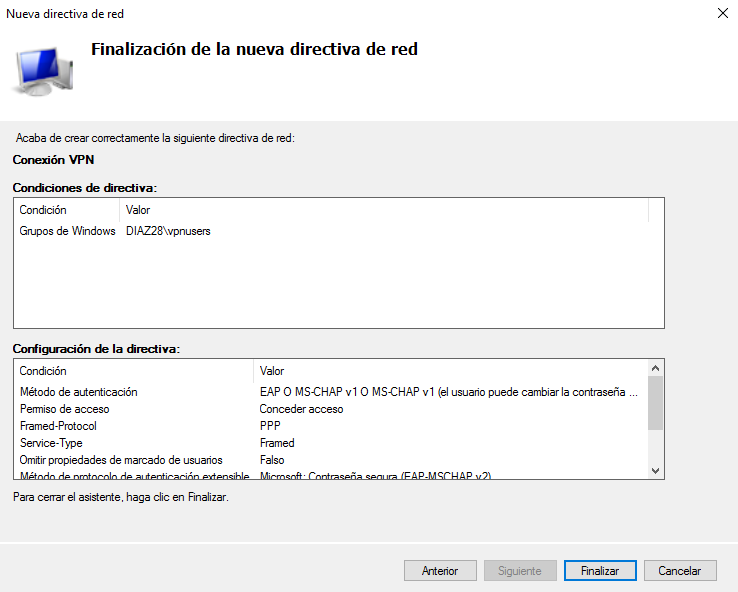 Nueva directiva de red
Finalización de la nueva directiva de red
Acaba de crear correctamente la siguiente directiva de red:
Conexión VPN
Condiciones de directiva:
Condición Valor
Grupos de Windows DIAZ28\vpnusers
Configuración de la directiva:
Condición Valor
Método de autenticación EAP O MS-CHAP v1 O MS-CHAP v1 (el usuario puede cambiar la contraseña ...
Permiso de acceso Conceder acceso
Framed-Protocol PPP
Service-Type Framed
Omitir propiedades de marcado de usuarios Falso
Método de protocolo de autenticación extensible Microsoft: Contraseña segura (EAP-MSCHAP v2)
Para cerrar el asistente, haga clic en Finalizar.
Anterior Siguiente Finalizar Cancelar